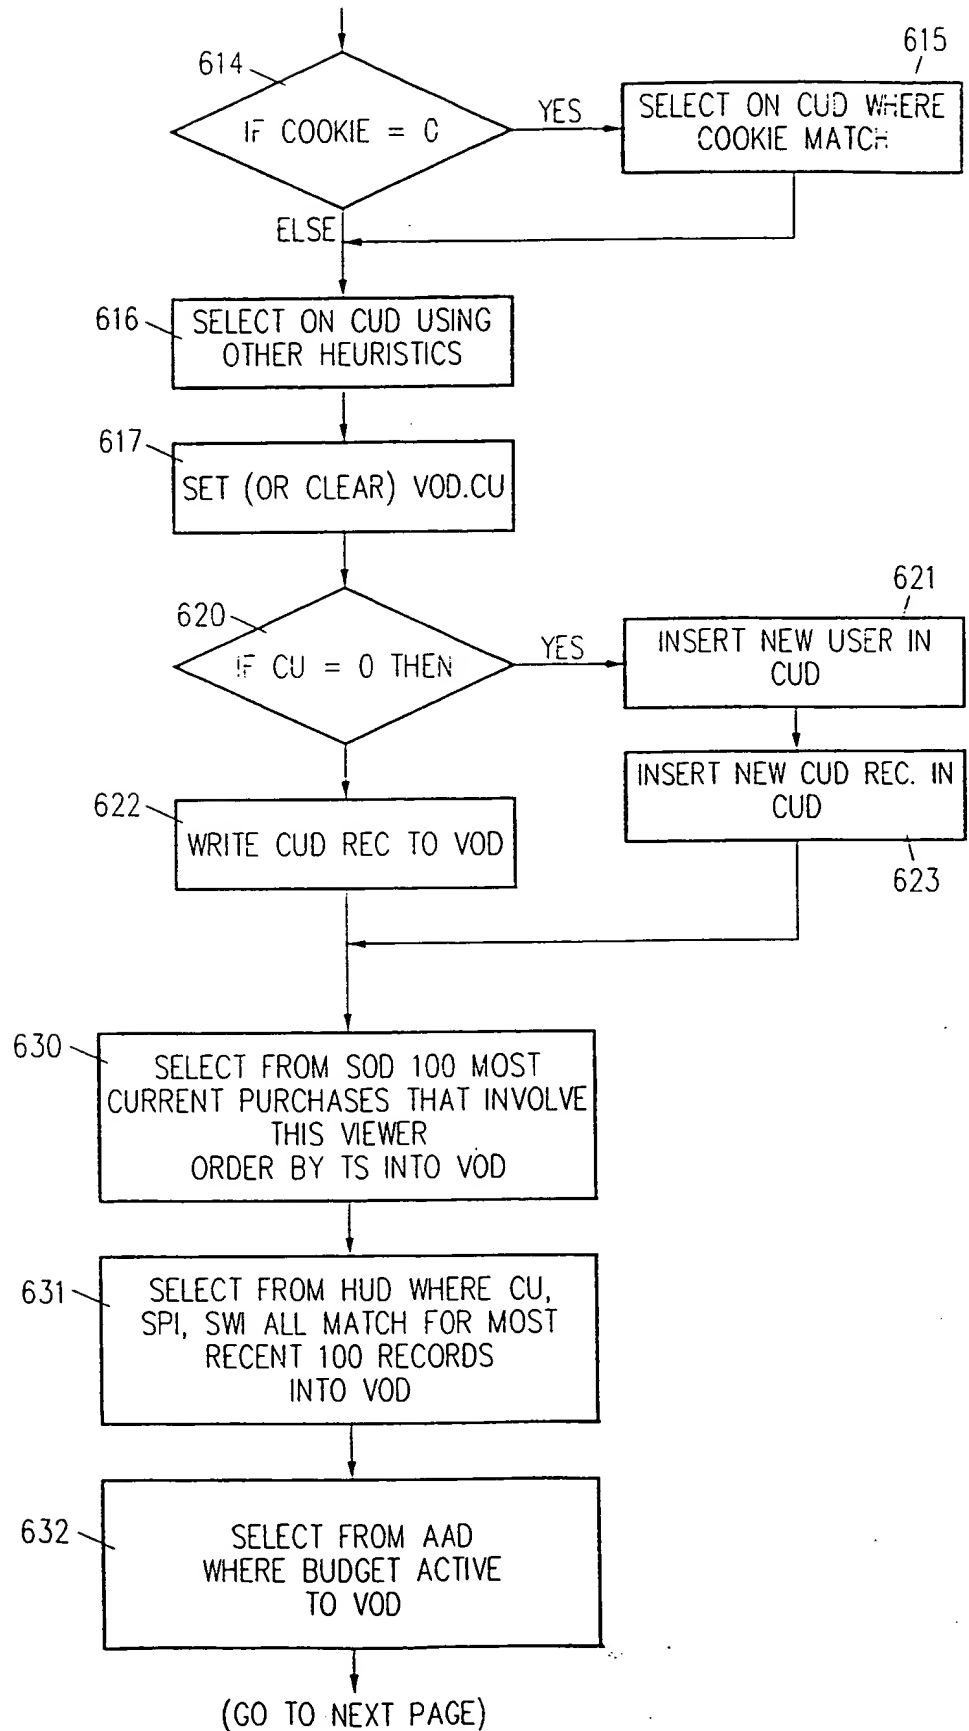 614
IF COOKIE = 0
YES
615
SELECT ON CUD WHERE
COOKIE MATCH
ELSE
616
SELECT ON CUD USING
OTHER HEURISTICS
617
SET (OR CLEAR) VOD.CU
620
IF CU = 0 THEN
YES
621
INSERT NEW USER IN
CUD
622
WRITE CUD REC TO VOD
INSERT NEW CUD REC. IN
CUD
623
630
SELECT FROM SOD 100 MOST
CURRENT PURCHASES THAT INVOLVE
THIS VIEWER
ORDER BY TS INTO VOD
631
SELECT FROM HUD WHERE CU,
SPI, SWI ALL MATCH FOR MOST
RECENT 100 RECORDS
INTO VOD
632
SELECT FROM AAD
WHERE BUDGET ACTIVE
TO VOD
(GO TO NEXT PAGE)